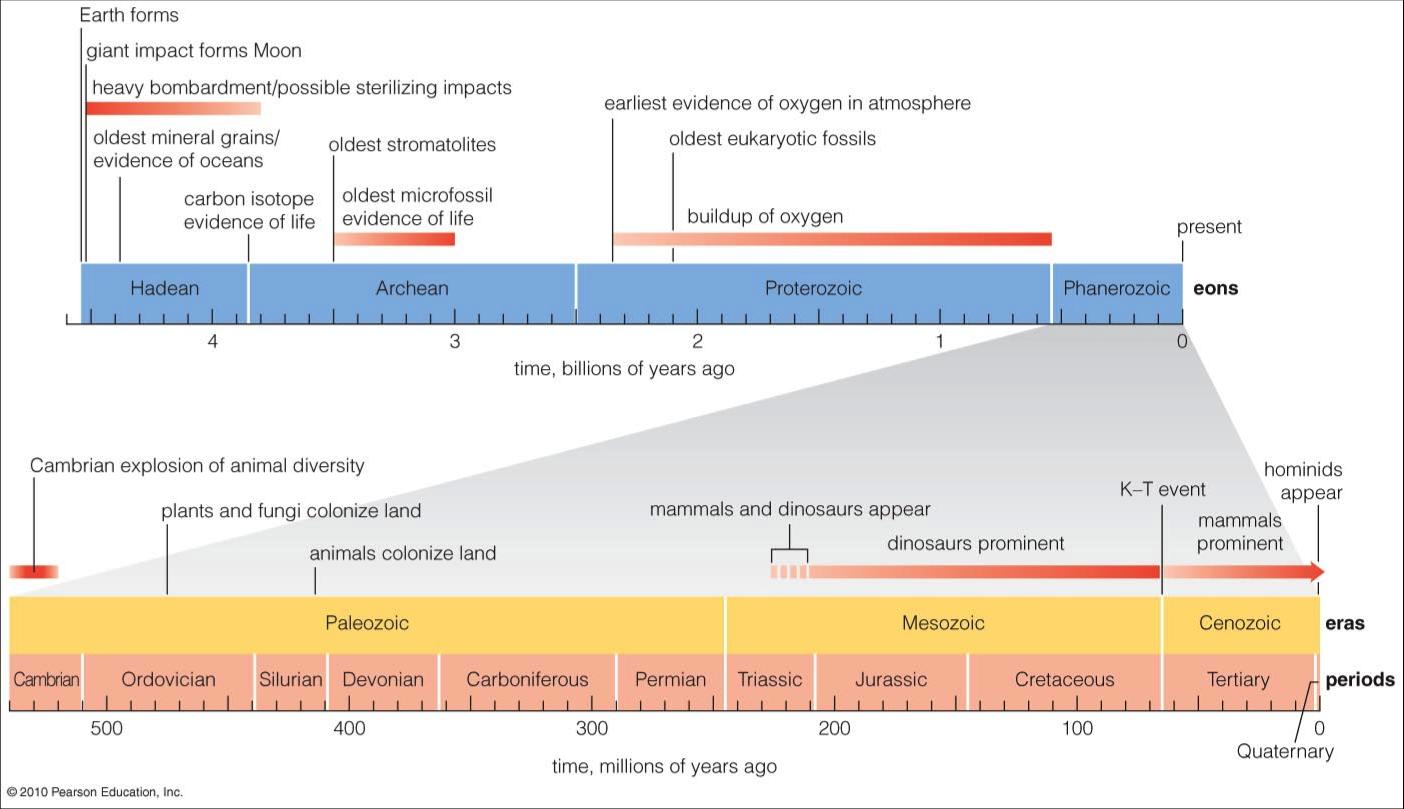 Earth forms
giant impact forms Moon
heavy bombardment/possible sterilizing impacts
oldest mineral grains/
evidence of oceans
carbon isotope
evidence of life
oldest stromatolites
oldest microfossil
evidence of life
earliest evidence of oxygen in atmosphere
oldest eukaryotic fossils
buildup of oxygen
present
Hadean Archean Proterozoic Phanerozoic eons
4 3 2 1 0
time, billions of years ago
Cambrian explosion of animal diversity
plants and fungi colonize land
animals colonize land
mammals and dinosaurs appear
dinosaurs prominent
K–T event
mammals
prominent
hominids
appear
Paleozoic Mesozoic Cenozoic eras
Cambrian Ordovician Silurian Devonian Carboniferous Permian Triassic Jurassic Cretaceous Tertiary periods
500 400 300 200 100 0
Quaternary
time, millions of years ago
© 2010 Pearson Education, Inc.